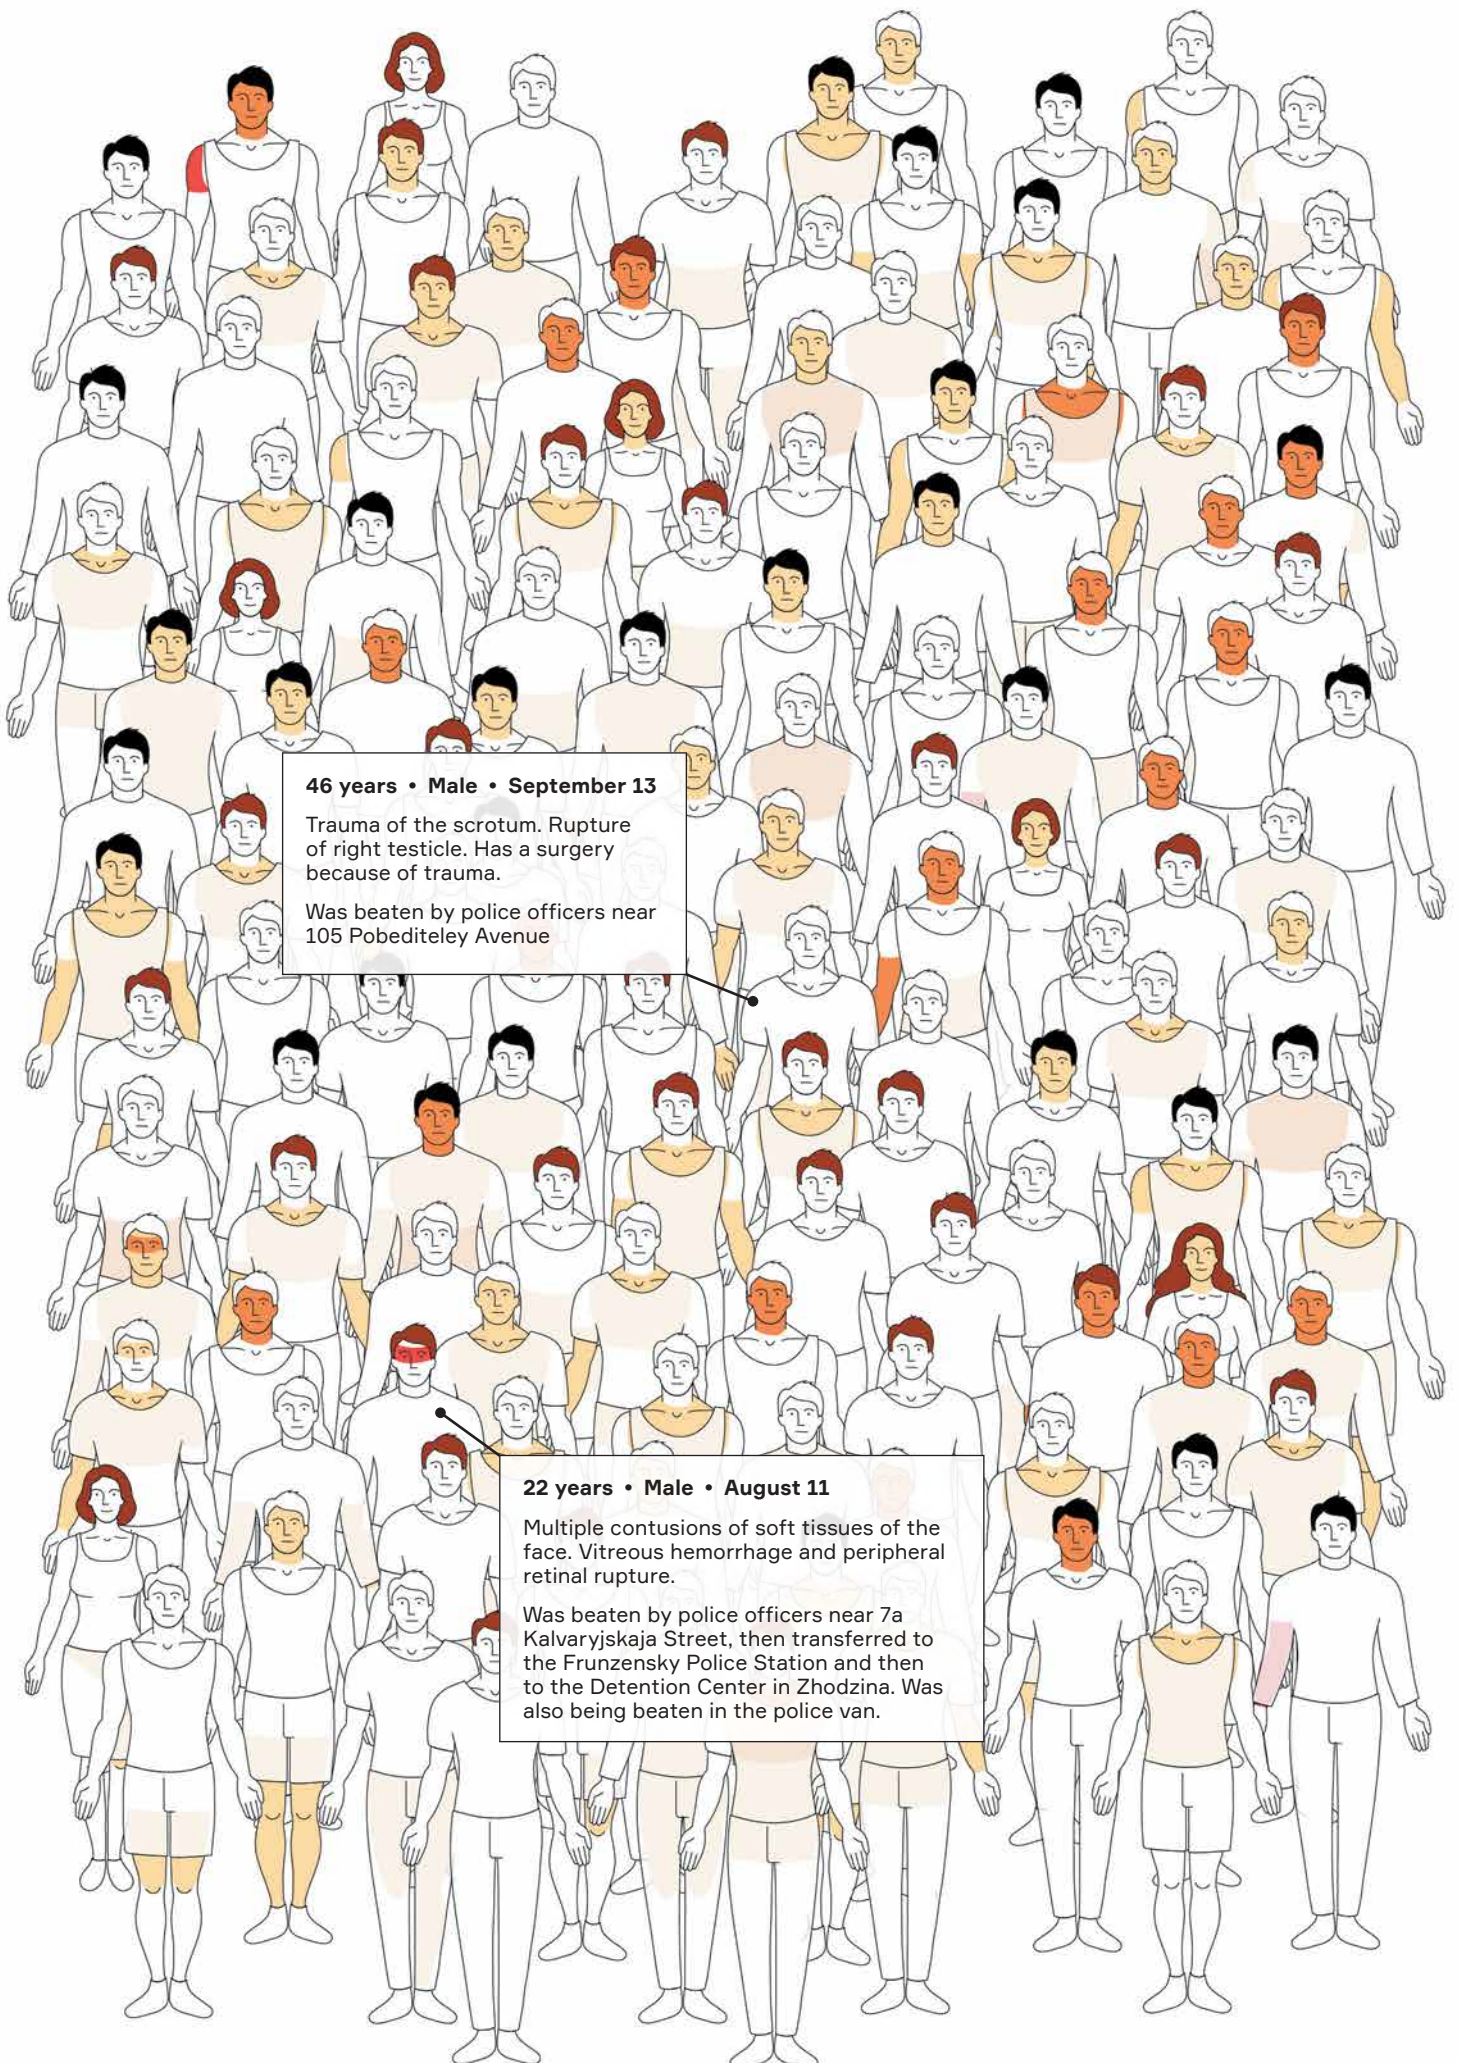 46 years • Male • September 13
Trauma of the scrotum. Rupture
of right testicle. Has a surgery
because of trauma.
Was beaten by police officers near
105 Pobediteley Avenue
22 years • Male • August 11
Multiple contusions of soft tissues of the
face. Vitreous hemorrhage and peripheral
retinal rupture.
Was beaten by police officers near 7a
Kalvaryjskaja Street, then transferred to
the Frunzensky Police Station and then
to the Detention Center in Zhodzina. Was
also being beaten in the police van.